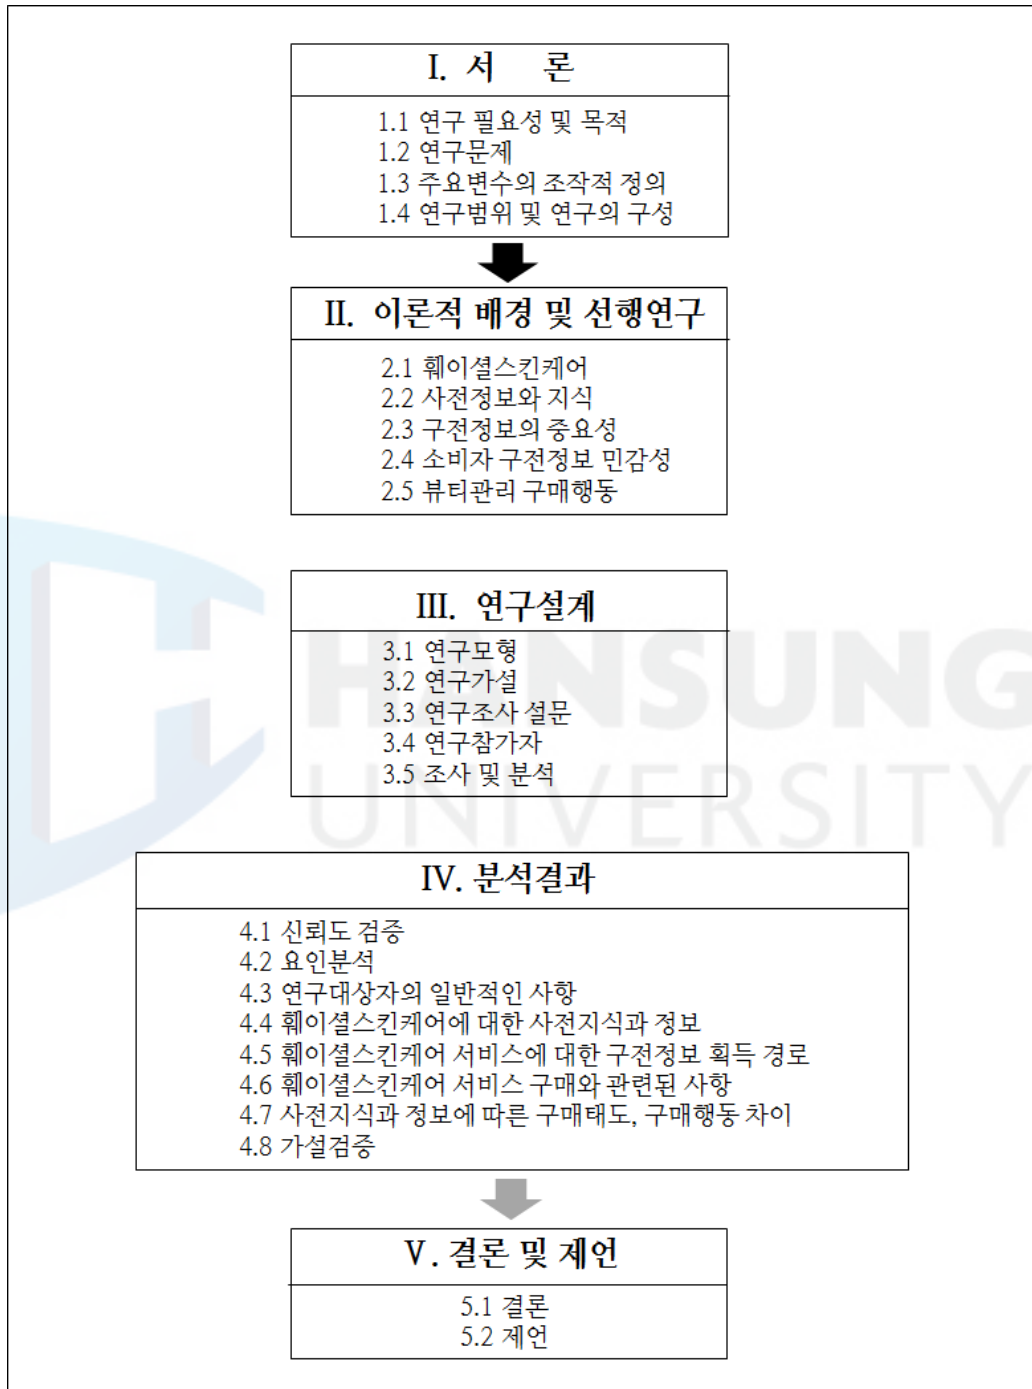 I. 서 론
1.1 연구 필요성 및 목적
1.2 연구문제
1.3 주요변수의 조작적 정의
1.4 연구범위 및 연구의 구성
II. 이론적 배경 및 선행연구
2.1 훼이셜스킨케어
2.2 사전정보와 지식
2.3 구전정보의 중요성
2.4 소비자 구전정보 민감성
2.5 뷰티관리 구매행동
III. 연구설계
3.1 연구모형
3.2 연구가설
3.3 연구조사 설문
3.4 연구참가자
3.5 조사 및 분석
HANSUNG
UNIVERSITY
IV. 분석결과
4.1 신뢰도 검증
4.2 요인분석
4.3 연구대상자의 일반적인 사항
4.4 훼이셜스킨케어에 대한 사전지식과 정보
4.5 훼이셜스킨케어 서비스에 대한 구전정보 획득 경로
4.6 훼이셜스킨케어 서비스 구매와 관련된 사항
4.7 사전지식과 정보에 따른 구매태도, 구매행동 차이
4.8 가설검증
V. 결론 및 제언
5.1 결론
5.2 제언